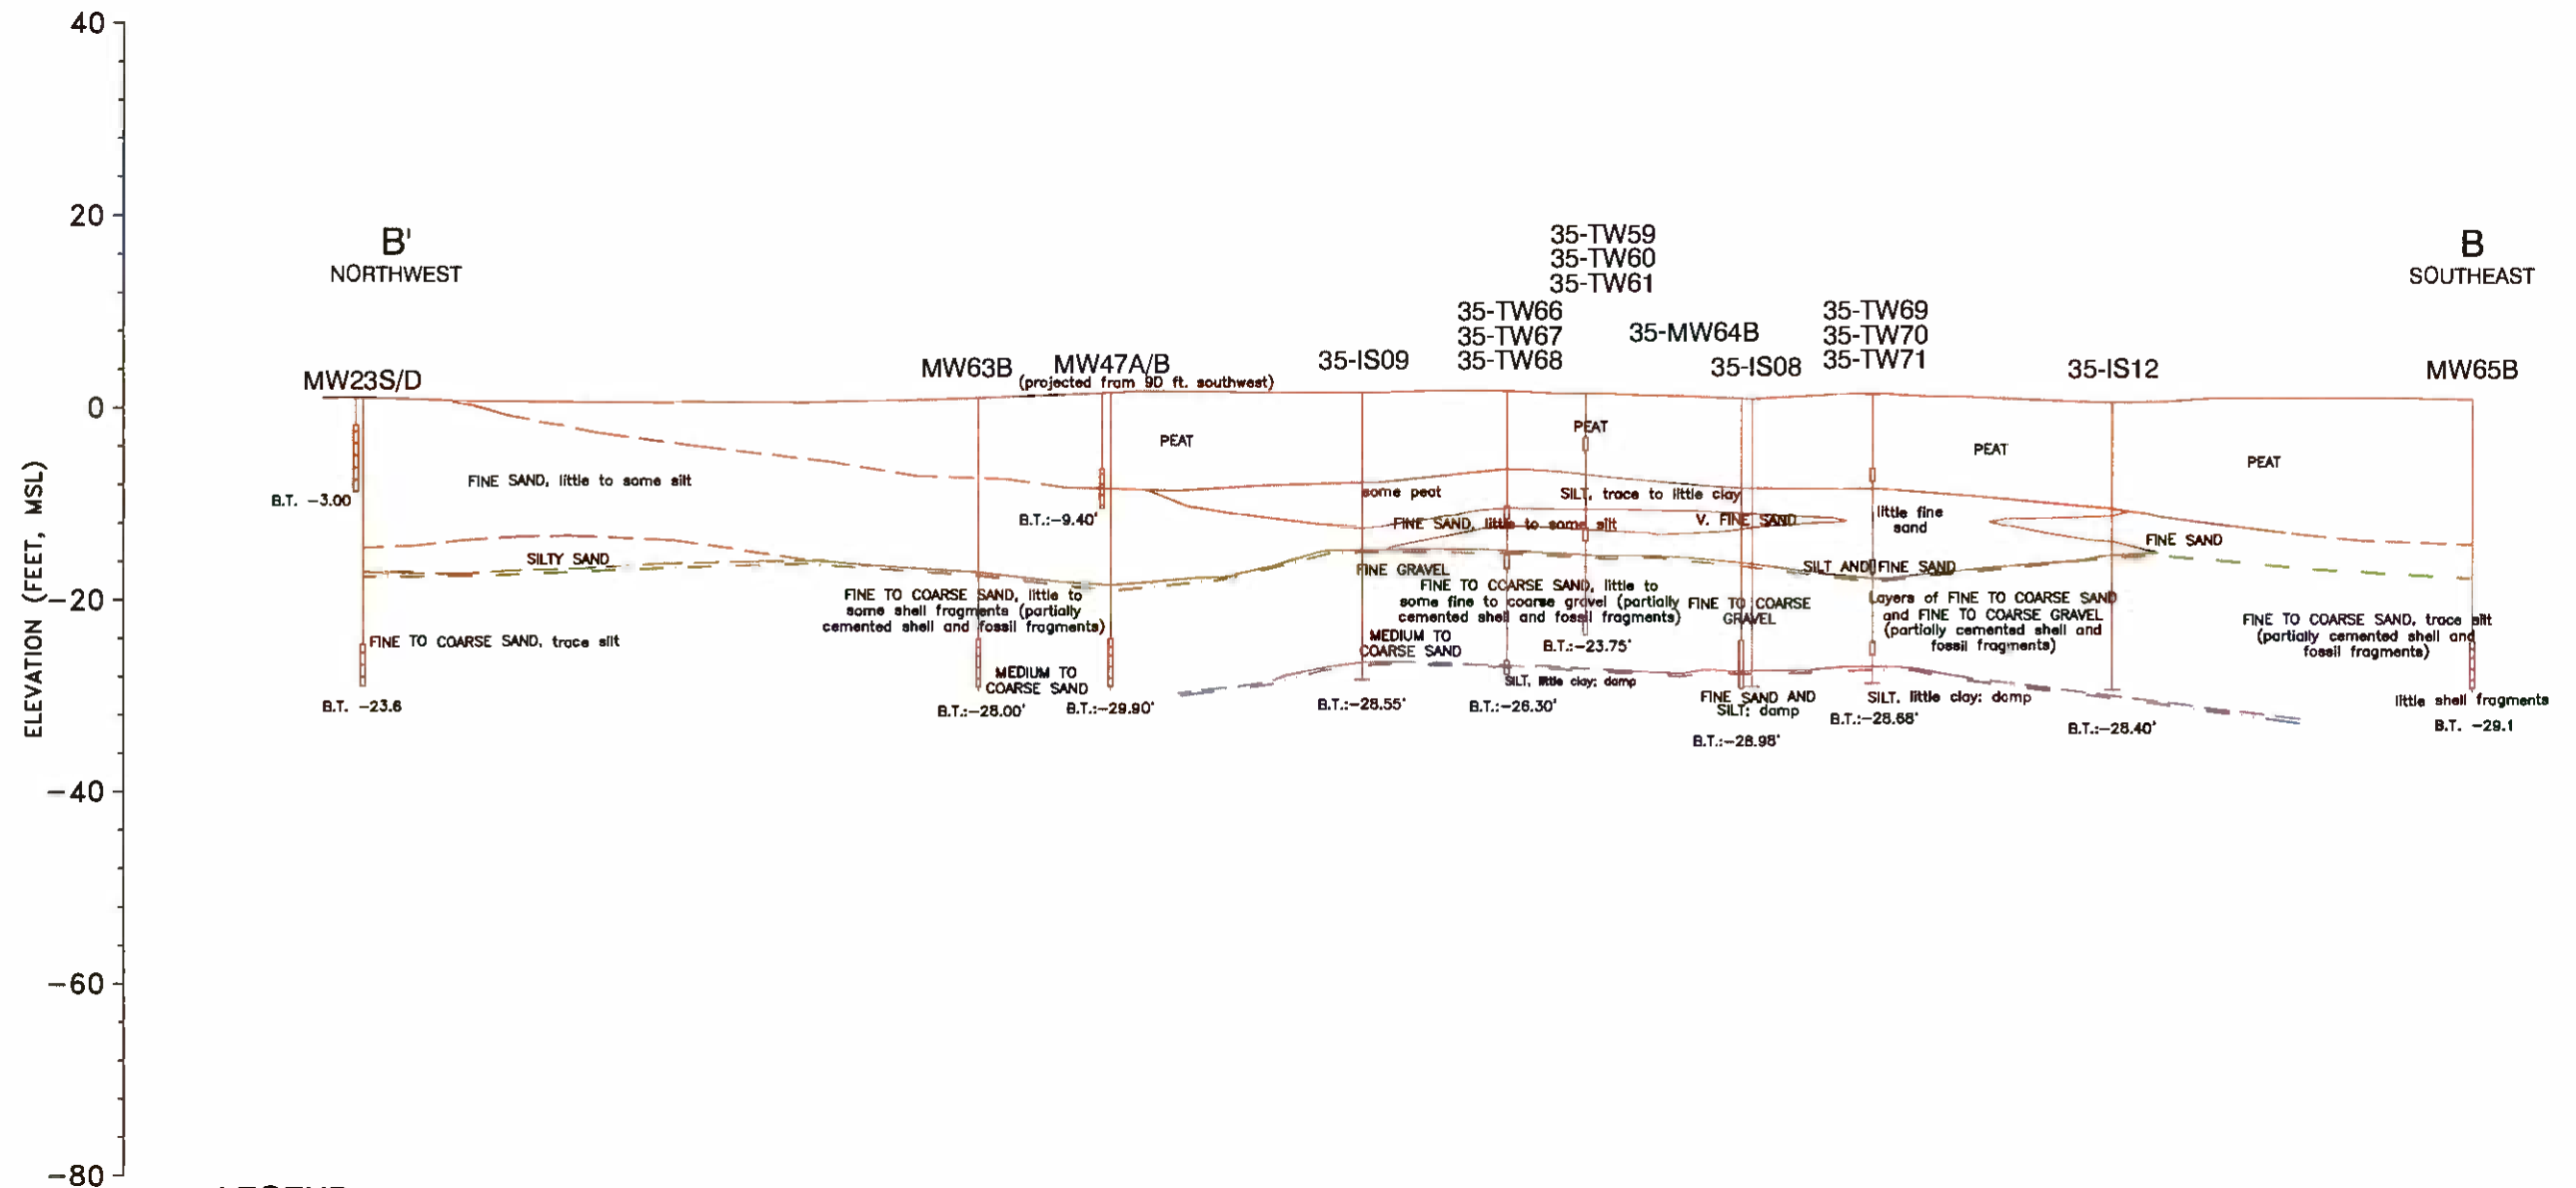 40
20
0
−20
−40
−60
−80
ELEVATION (FEET, MSL)
B'
NORTHWEST
B
SOUTHEAST
35-TW59
35-TW60
35-TW61
35-TW66
35-TW67
35-TW68
35-MW64B
35-IS08
35-TW69
35-TW70
35-TW71
MW23S/D
MW63B
MW47A/B
(projected from 90 ft. southwest)
35-IS09
35-IS12
MW65B
PEAT
PEAT
PEAT
PEAT
FINE SAND, little to some silt
B.T. −3.00
some peat
SILT, trace to little clay
B.T.:−9.40'
FINE SAND, little to some silt
V. FINE SAND
little fine
sand
FINE SAND
SILTY SAND
FINE GRAVEL
SILT AND FINE SAND
FINE TO COARSE SAND, little to
some shell fragments (partially
cemented shell and fossil fragments)
FINE TO COARSE SAND, little to
some fine to coarse gravel (partially
cemented shell and fossil fragments)
FINE TO COARSE
GRAVEL
Layers of FINE TO COARSE SAND
and FINE TO COARSE GRAVEL
(partially cemented shell and
fossil fragments)
FINE TO COARSE SAND, trace silt
(partially cemented shell and
fossil fragments)
FINE TO COARSE SAND, trace silt
MEDIUM TO
COARSE SAND
B.T.:−23.75'
MEDIUM TO
COARSE SAND
SILT, little clay; damp
FINE SAND AND
SILT; damp
SILT, little clay; damp
little shell fragments
B.T. −23.6
B.T.:−28.00'
B.T.:−29.90'
B.T.:−28.55'
B.T.:−26.30'
B.T.:−28.98'
B.T.:−28.68'
B.T.:−28.40'
B.T. −29.1